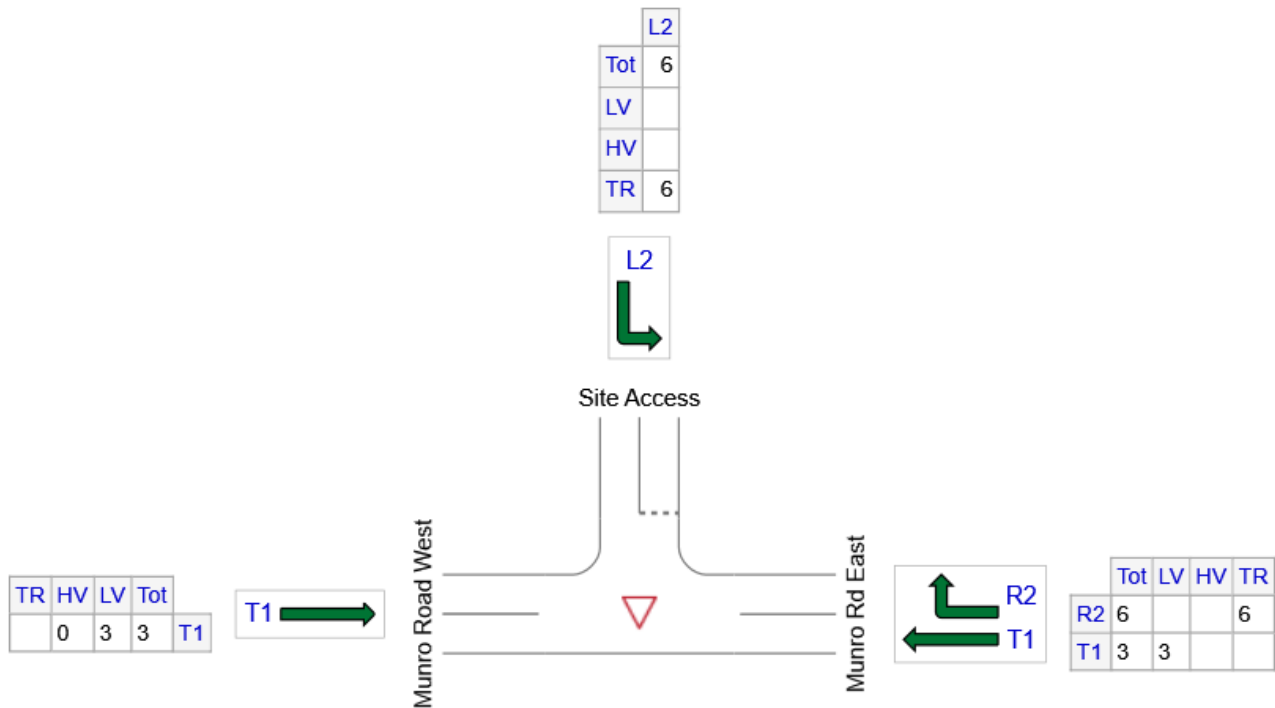 L2
Tot 6
LV
HV
TR 6
L2
Site Access
Munro Road West
Munro Rd East
TR HV LV Tot
0 3 3 T1
T1
R2
T1
Tot LV HV TR
R2 6 6
T1 3 3